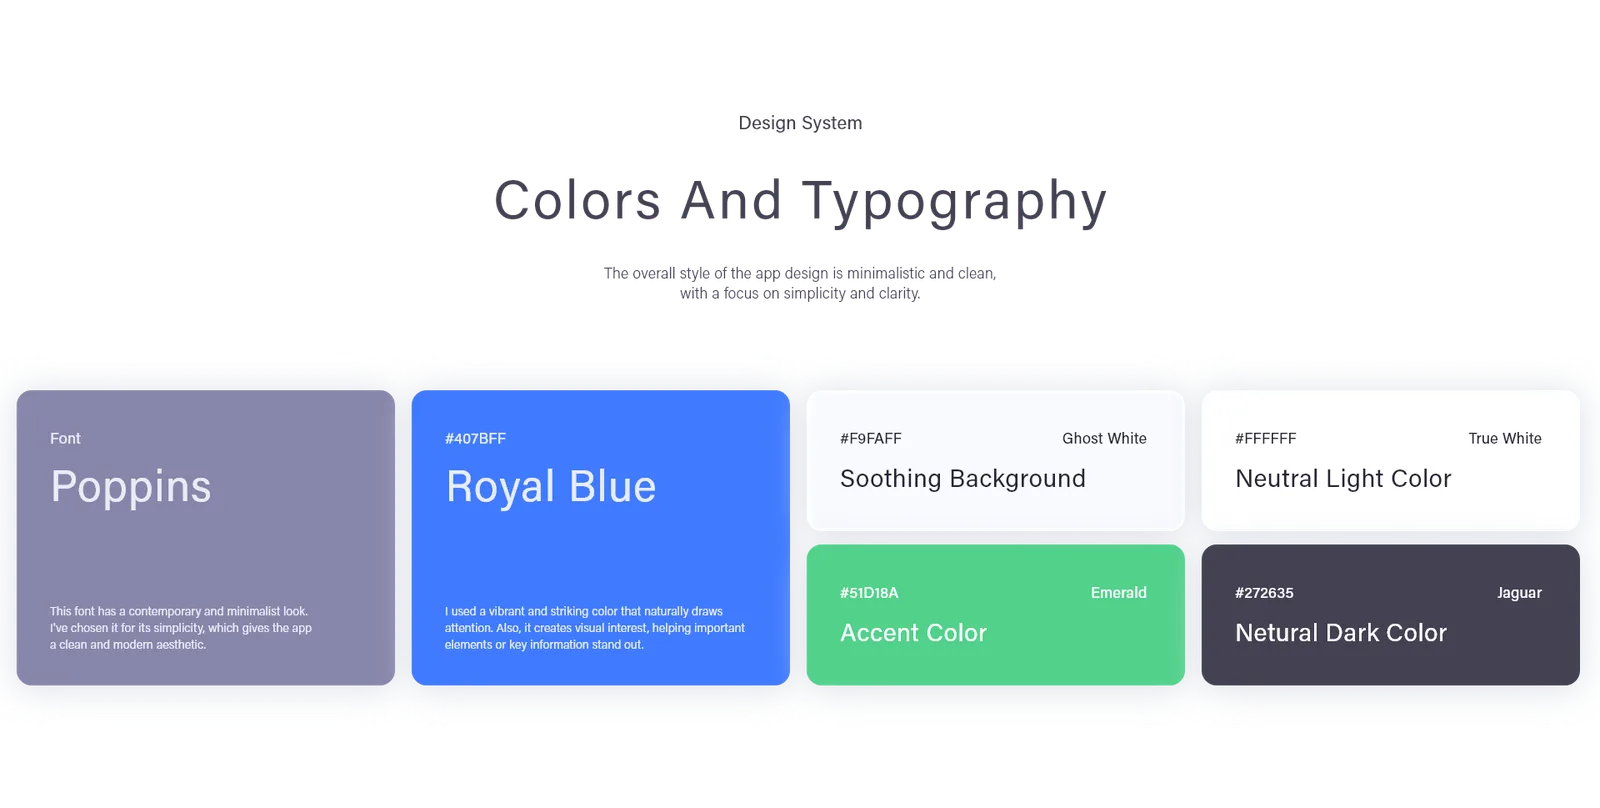 Design System
Colors And Typography
The overall style of the app design is minimalistic and clean,
with a focus on simplicity and clarity.
Font
Poppins
This font has a contemporary and minimalist look.
I've chosen it for its simplicity, which gives the app
a clean and modern aesthetic.
#407BFF
Royal Blue
I used a vibrant and striking color that naturally draws
attention. Also, it creates visual interest, helping important
elements or key information stand out.
#F9FAFF Ghost White
Soothing Background
#FFFFFF True White
Neutral Light Color
#51D18A Emerald
Accent Color
#272635 Jaguar
Netural Dark Color